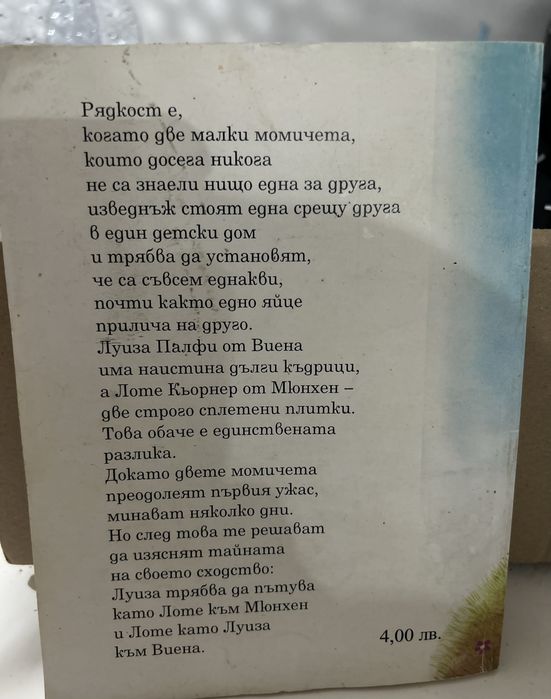 Рядкост е,
когато две малки момичета,
които досега никога
не са знаели нищо една за друга,
изведнъж стоят една срещу друга
в един детски дом
и трябва да установят,
че са съвсем еднакви,
почти както едно яйце
прилича на друго.
Луиза Палфи от Виена
има наистина дълги къдрици,
а Лоте Кьорнер от Мюнхен –
две строго сплетени плитки.
Това обаче е единствената
разлика.
Докато двете момичета
преодолеят първия ужас,
минават няколко дни.
Но след това те решават
да изяснят тайната
на своето сходство:
Луиза трябва да пътува
като Лоте към Мюнхен
и Лоте като Луиза
към Виена.
4,00 лв.